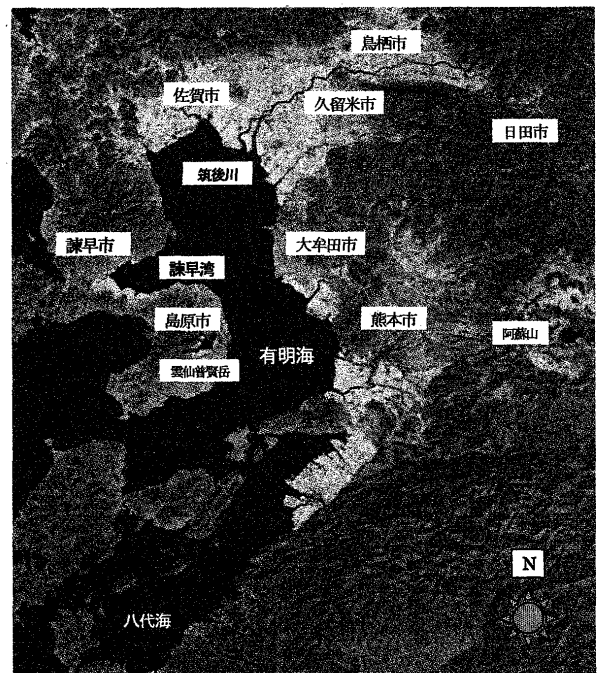 鳥栖市
佐賀市
久留米市
日田市
筑後川
諫早市
大牟田市
諫早湾
島原市
熊本市
阿蘇山
有明海
雲仙普賢岳
N
八代海